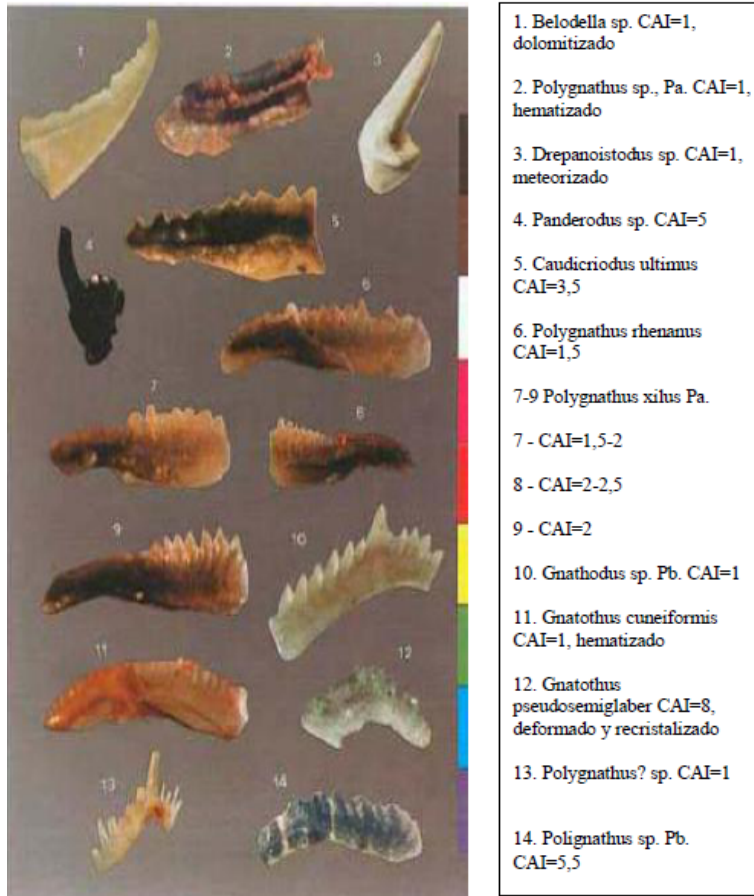 1
2
3
4
5
6
7
8
9
10
11
12
13
14
1. Belodella sp. CAI=1,
dolomitizado
2. Polygnathus sp., Pa. CAI=1,
hematizado
3. Drepanoistodus sp. CAI=1,
meteorizado
4. Panderodus sp. CAI=5
5. Caudicriodus ultimus
CAI=3,5
6. Polygnathus rhenanus
CAI=1,5
7-9 Polygnathus xilus Pa.
7 - CAI=1,5-2
8 - CAI=2-2,5
9 - CAI=2
10. Gnathodus sp. Pb. CAI=1
11. Gnatothus cuneiformis
CAI=1, hematizado
12. Gnatothus
pseudosemiglaber CAI=8,
deformado y recristalizado
13. Polygnathus? sp. CAI=1
14. Polignathus sp. Pb.
CAI=5,5